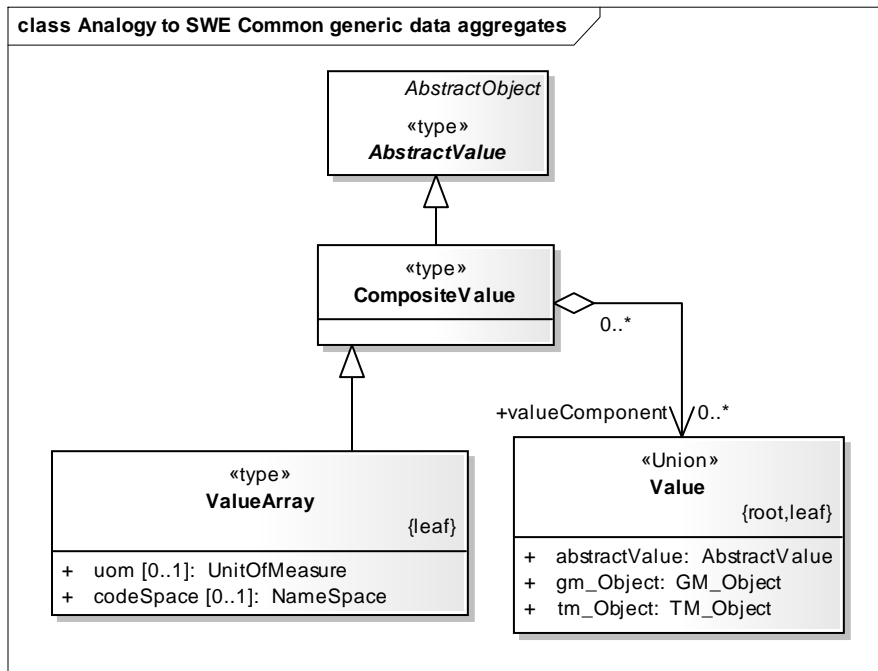 class Analogy to SWE Common generic data aggregates
AbstractObject
«type»
AbstractValue
«type»
CompositeValue
0..*
+valueComponent 0..*
«type»
ValueArray
{leaf}
+ uom [0..1]: UnitOfMeasure
+ codeSpace [0..1]: NameSpace
«Union»
Value
{root,leaf}
+ abstractValue: AbstractValue
+ gm_Object: GM_Object
+ tm_Object: TM_Object